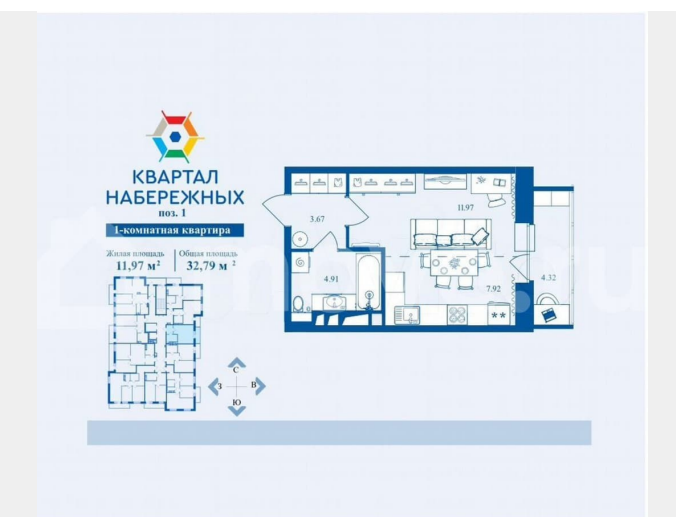 КВАРТАЛ
НАБЕРЕЖНЫХ
поз. 1
1-комнатная квартира
Жилая площадь
11,97 м²
Общая площадь
32,79 м²
3.67
11.97
4.91
7.92
4.32
С
З
В
Ю